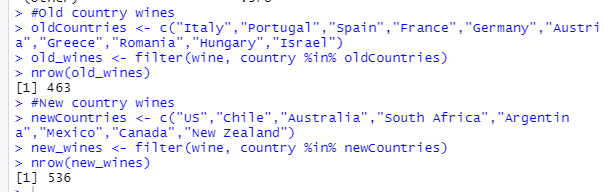 > #Old country wines
> oldCountries <- c("Italy","Portugal","Spain","France","Germany","Austri
a","Greece","Romania","Hungary","Israel")
> old_wines <- filter(wine, country %in% oldCountries)
> nrow(old_wines)
[1] 463
> #New country wines
> newCountries <- c("US","Chile","Australia","South Africa","Argentin
a","Mexico","Canada","New Zealand")
> new_wines <- filter(wine, country %in% newCountries)
> nrow(new_wines)
[1] 536